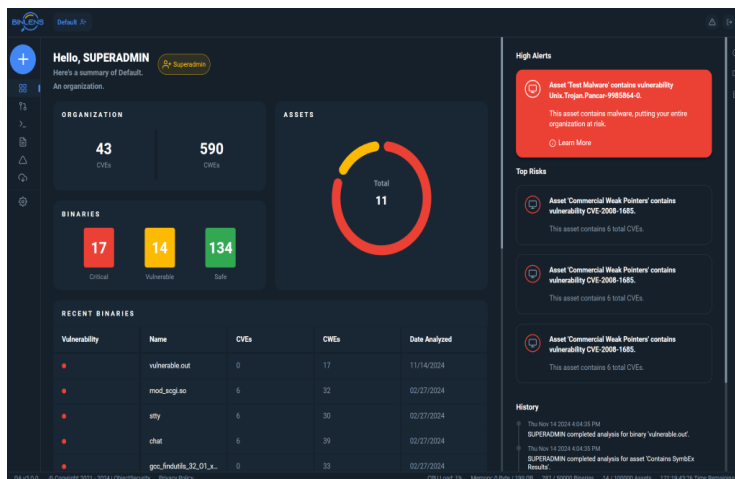 BINLENS
Default
Hello, SUPERADMIN
Superadmin
Here's a summary of Default.
An organization.
ORGANIZATION
43
CVEs
590
CWEs
BINARIES
17
Critical
14
Vulnerable
134
Safe
ASSETS
Total
11
RECENT BINARIES
Vulnerability Name CVEs CWEs Date Analyzed
vulnerable.out 0 17 11/14/2024
mod_scgi.so 6 32 02/27/2024
stty 6 30 02/27/2024
chat 6 39 02/27/2024
gcc_findutils_32_O1_x... 0 33 02/27/2024
High Alerts
Asset 'Test Malware' contains vulnerability
Unix.Trojan.Pancar-9985864-0.
This asset contains malware, putting your entire
organization at risk.
Learn More
Top Risks
Asset 'Commercial Weak Pointers' contains
vulnerability CVE-2008-1685.
This asset contains 6 total CVEs.
Asset 'Commercial Weak Pointers' contains
vulnerability CVE-2008-1685.
This asset contains 6 total CVEs.
Asset 'Commercial Weak Pointers' contains
vulnerability CVE-2008-1685.
This asset contains 6 total CVEs.
History
Thu Nov 14 2024 4:04:35 PM
SUPERADMIN completed analysis for binary 'vulnerable.out'.
Thu Nov 14 2024 4:04:35 PM
SUPERADMIN completed analysis for asset 'Contains SymbEx
Results'.